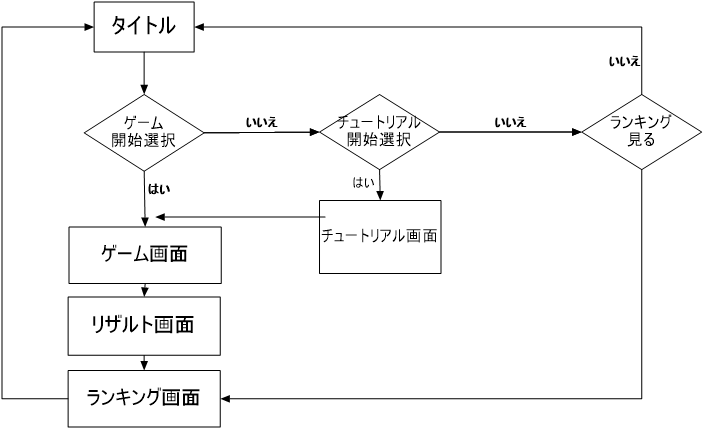 タイトル
いいえ
ゲーム
開始選択
いいえ
チュートリアル
開始選択
いいえ
ランキング
見る
はい
はい
チュートリアル画面
ゲーム画面
リザルト画面
ランキング画面